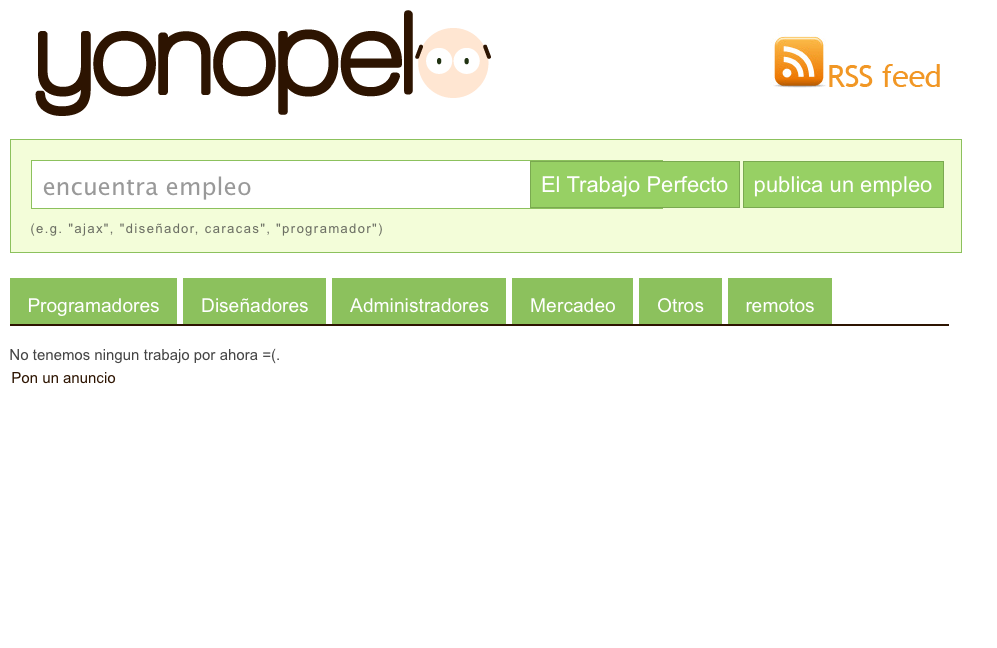 yonopelo
RSS feed
encuentra empleo
El Trabajo Perfecto
publica un empleo
(e.g. "ajax", "diseñador, caracas", "programador")
Programadores
Diseñadores
Administradores
Mercadeo
Otros
remotos
No tenemos ningun trabajo por ahora =(.
Pon un anuncio